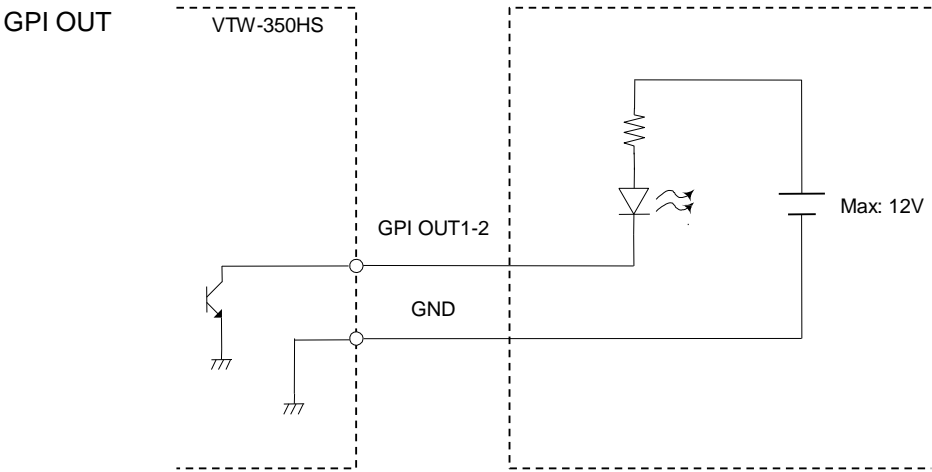 GPI OUT
VTW-350HS
Max: 12V
GPI OUT1-2
GND